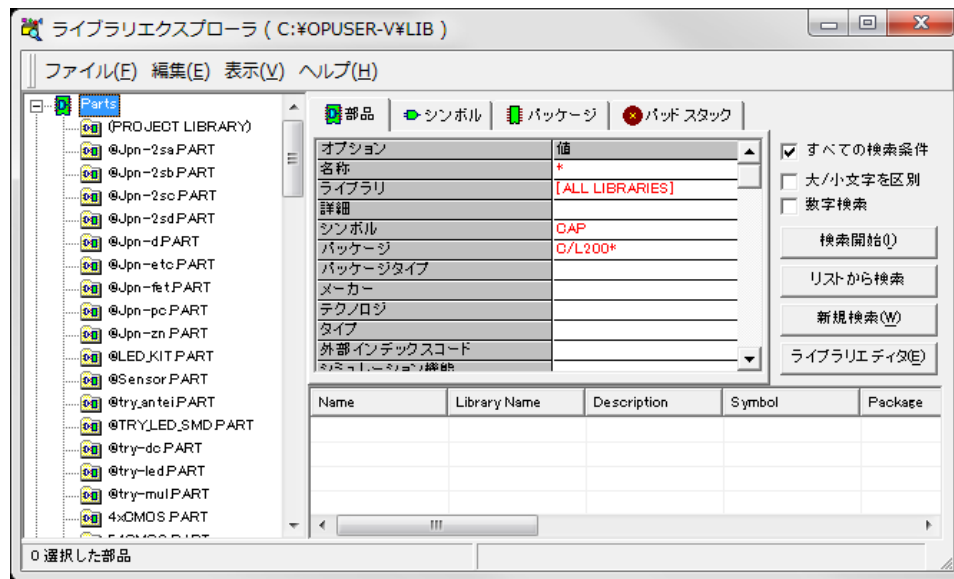 ライブラリエクスプローラ ( C:¥OPUSER-V¥LIB )
ファイル(F) 編集(E) 表示(V) ヘルプ(H)
Parts
(PROJECT LIBRARY)
@Jpn-2sa.PART
@Jpn-2sb.PART
@Jpn-2sc.PART
@Jpn-2sd.PART
@Jpn-d.PART
@Jpn-etc.PART
@Jpn-fet.PART
@Jpn-pc.PART
@Jpn-zn.PART
@LED_KIT.PART
@Sensor.PART
@try_antei.PART
@TRY_LED_SMD.PART
@try-dc.PART
@try-led.PART
@try-mul.PART
4xCMOS.PART
部品 シンボル パッケージ パッド スタック
オプション 値
名称 *
ライブラリ [ALL LIBRARIES]
詳細
シンボル CAP
パッケージ C/L200*
パッケージタイプ
メーカー
テクノロジ
タイプ
外部インデックスコード
シミュレーション機能
すべての検索条件
大/小文字を区別
数字検索
検索開始(I)
リストから検索
新規検索(W)
ライブラリエディタ(E)
Name Library Name Description Symbol Package
0 選択した部品